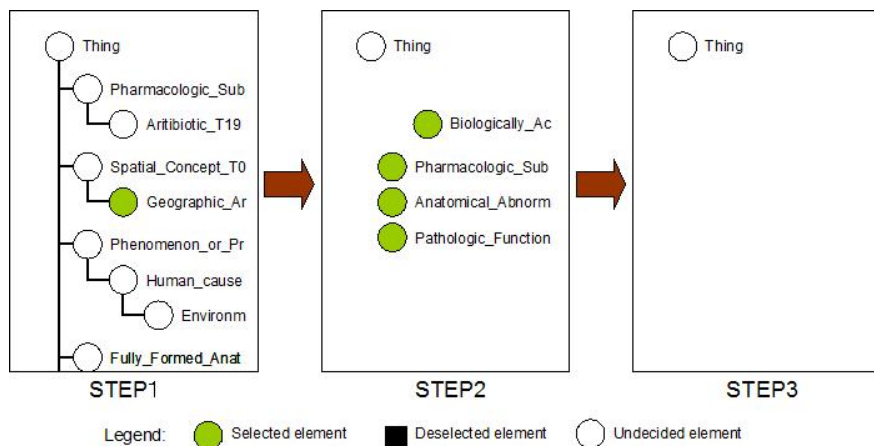 Thing
Pharmacologic_Sub
Aritibiotic_T19
Spatial_Concept_T0
Geographic_Ar
Phenomenon_or_Pr
Human_cause
Environm
Fully_Formed_Anat
STEP1
Thing
Biologically_Ac
Pharmacologic_Sub
Anatomical_Abnorm
Pathologic_Function
STEP2
Thing
STEP3
Legend: Selected element Deselected element Undecided element